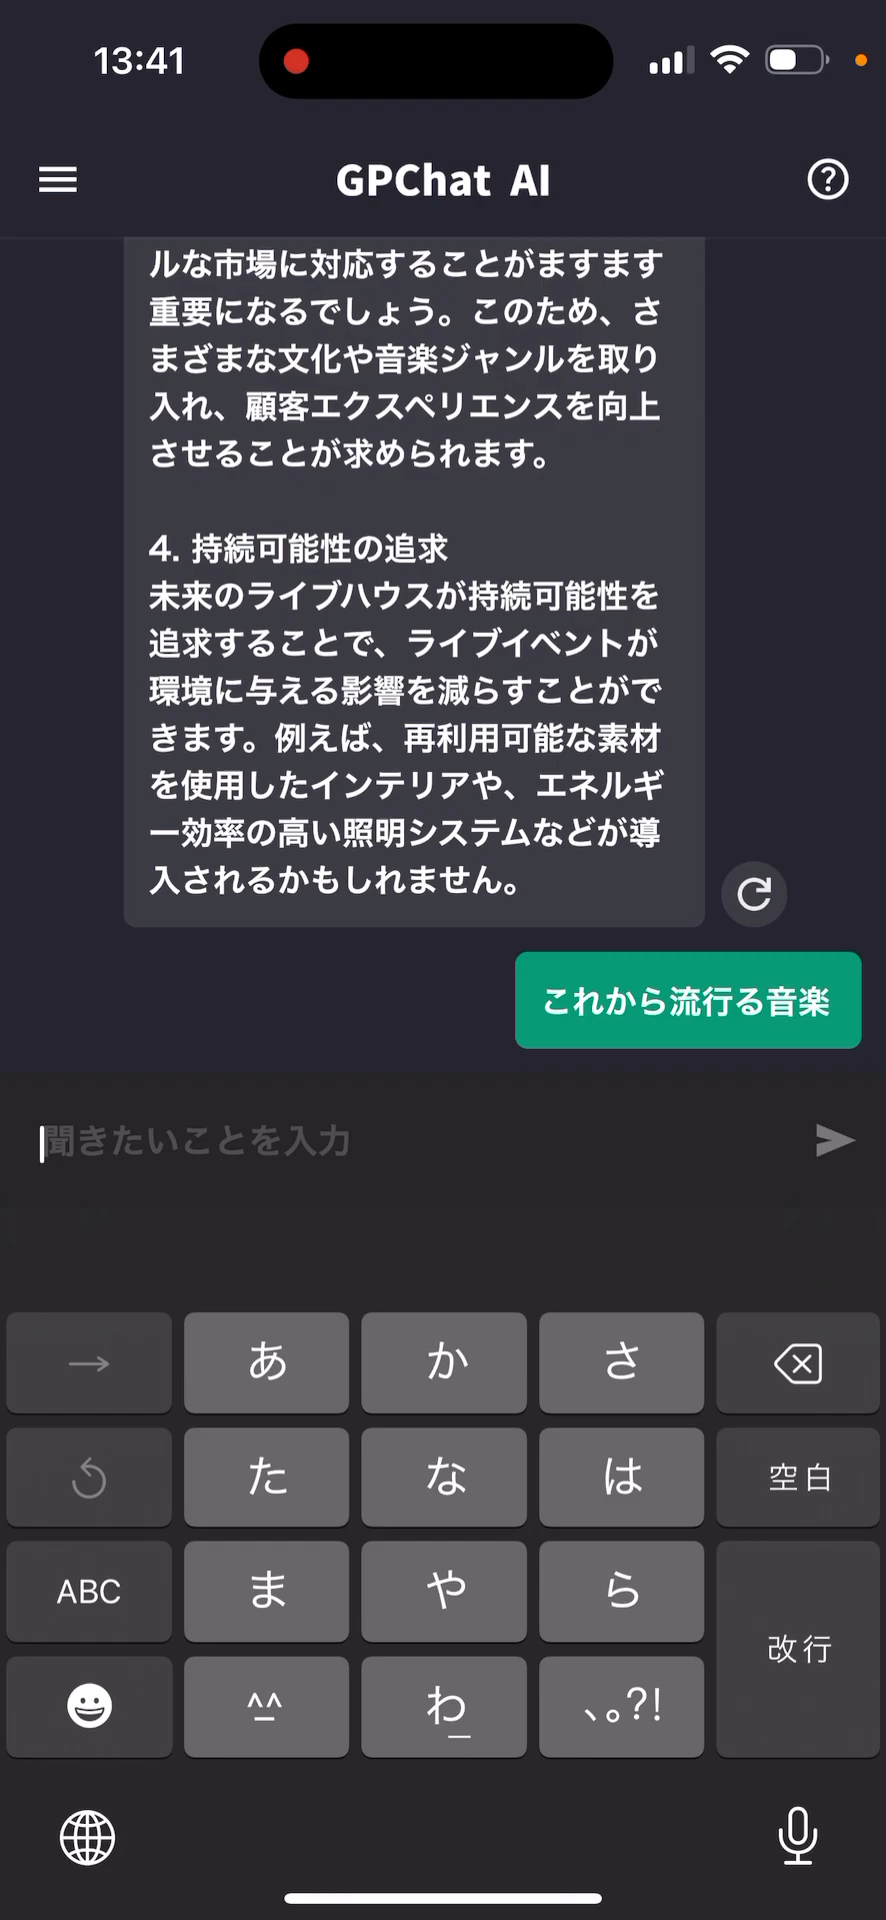 13:41
GPChat AI
ルな市場に対応することがますます
重要になるでしょう。このため、さ
まざまな文化や音楽ジャンルを取り
入れ、顧客エクスペリエンスを向上
させることが求められます。
4. 持続可能性の追求
未来のライブハウスが持続可能性を
追求することで、ライブイベントが
環境に与える影響を減らすことがで
きます。例えば、再利用可能な素材
を使用したインテリアや、エネルギ
ー効率の高い照明システムなどが導
入されるかもしれません。
これから流行る音楽
聞きたいことを入力
→ あ か さ
た な は 空白
ABC ま や ら
改行
^_^ わ_ 、。?!